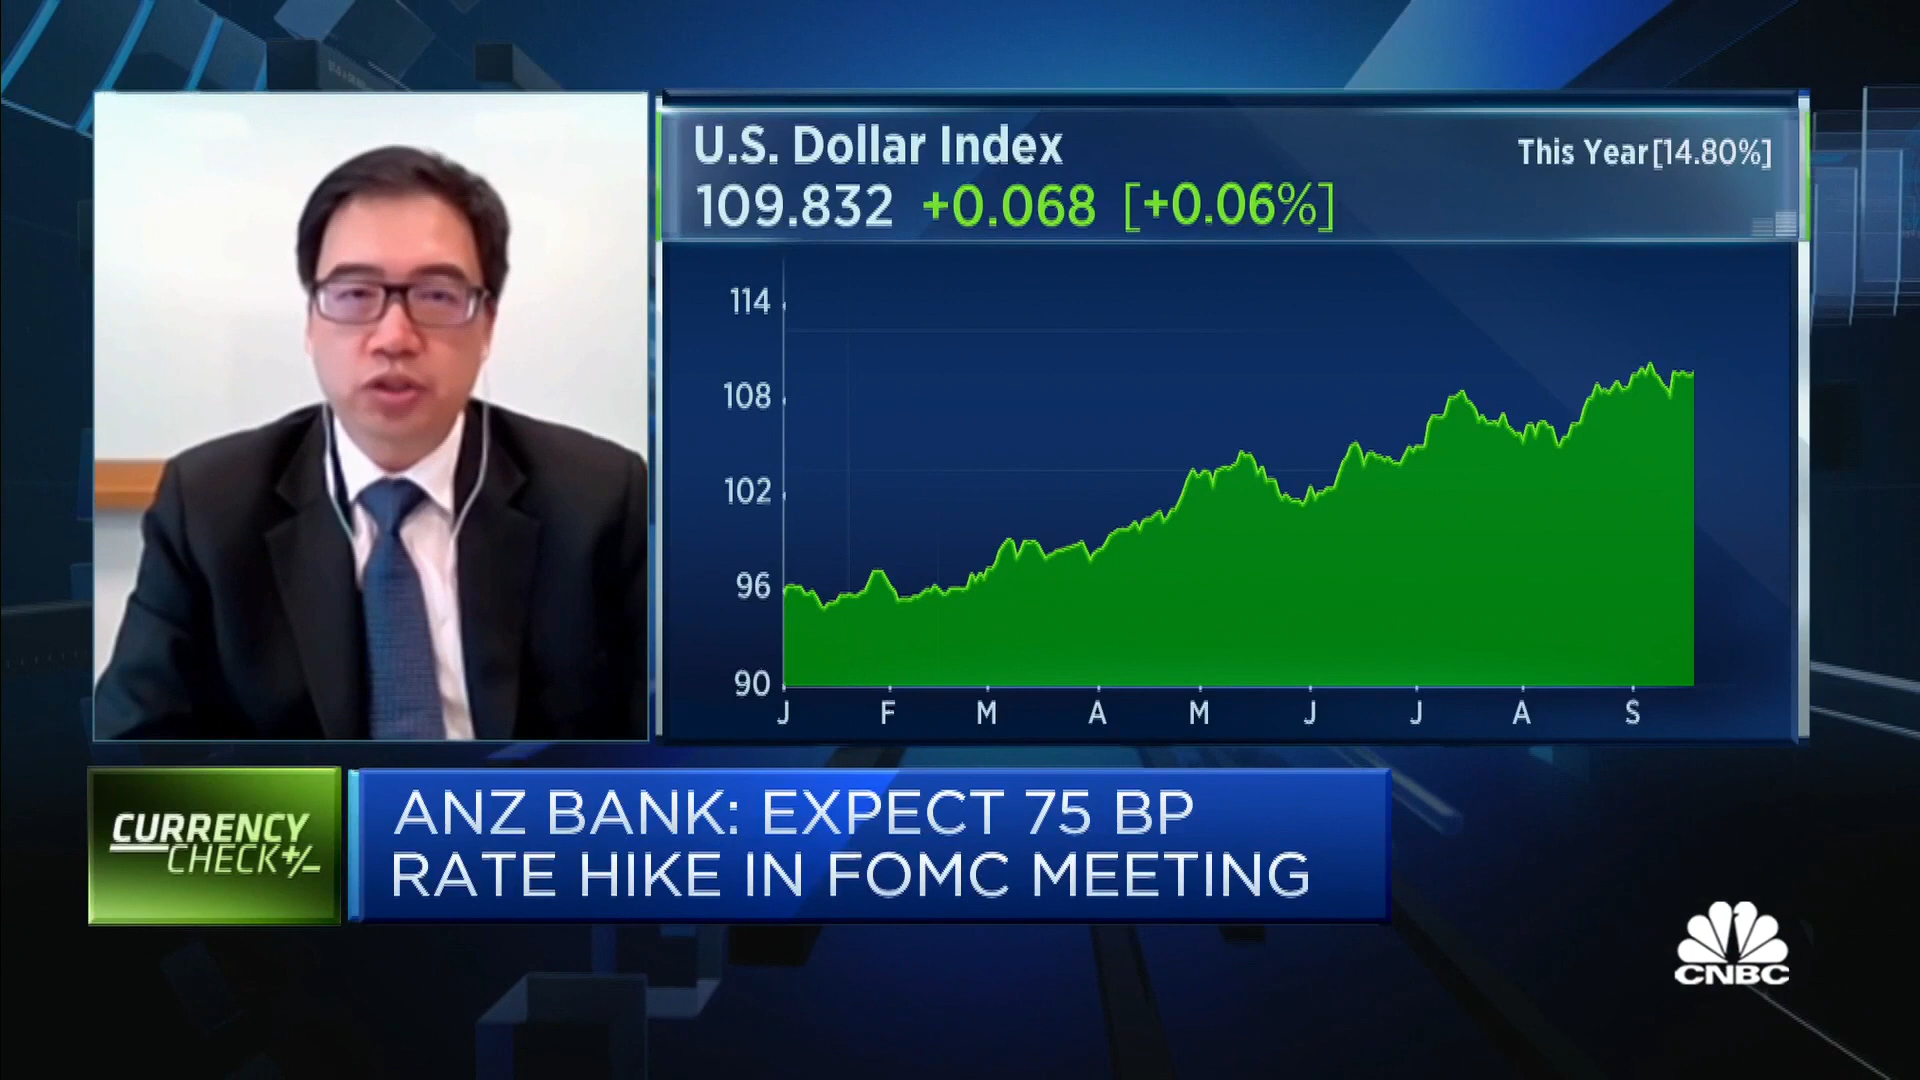 U.S. Dollar Index
This Year [14.80%]
109.832 +0.068 [+0.06%]
114
108
102
96
90
J F M A M J J A S
CURRENCY
CHECK +/-
ANZ BANK: EXPECT 75 BP
RATE HIKE IN FOMC MEETING
CNBC